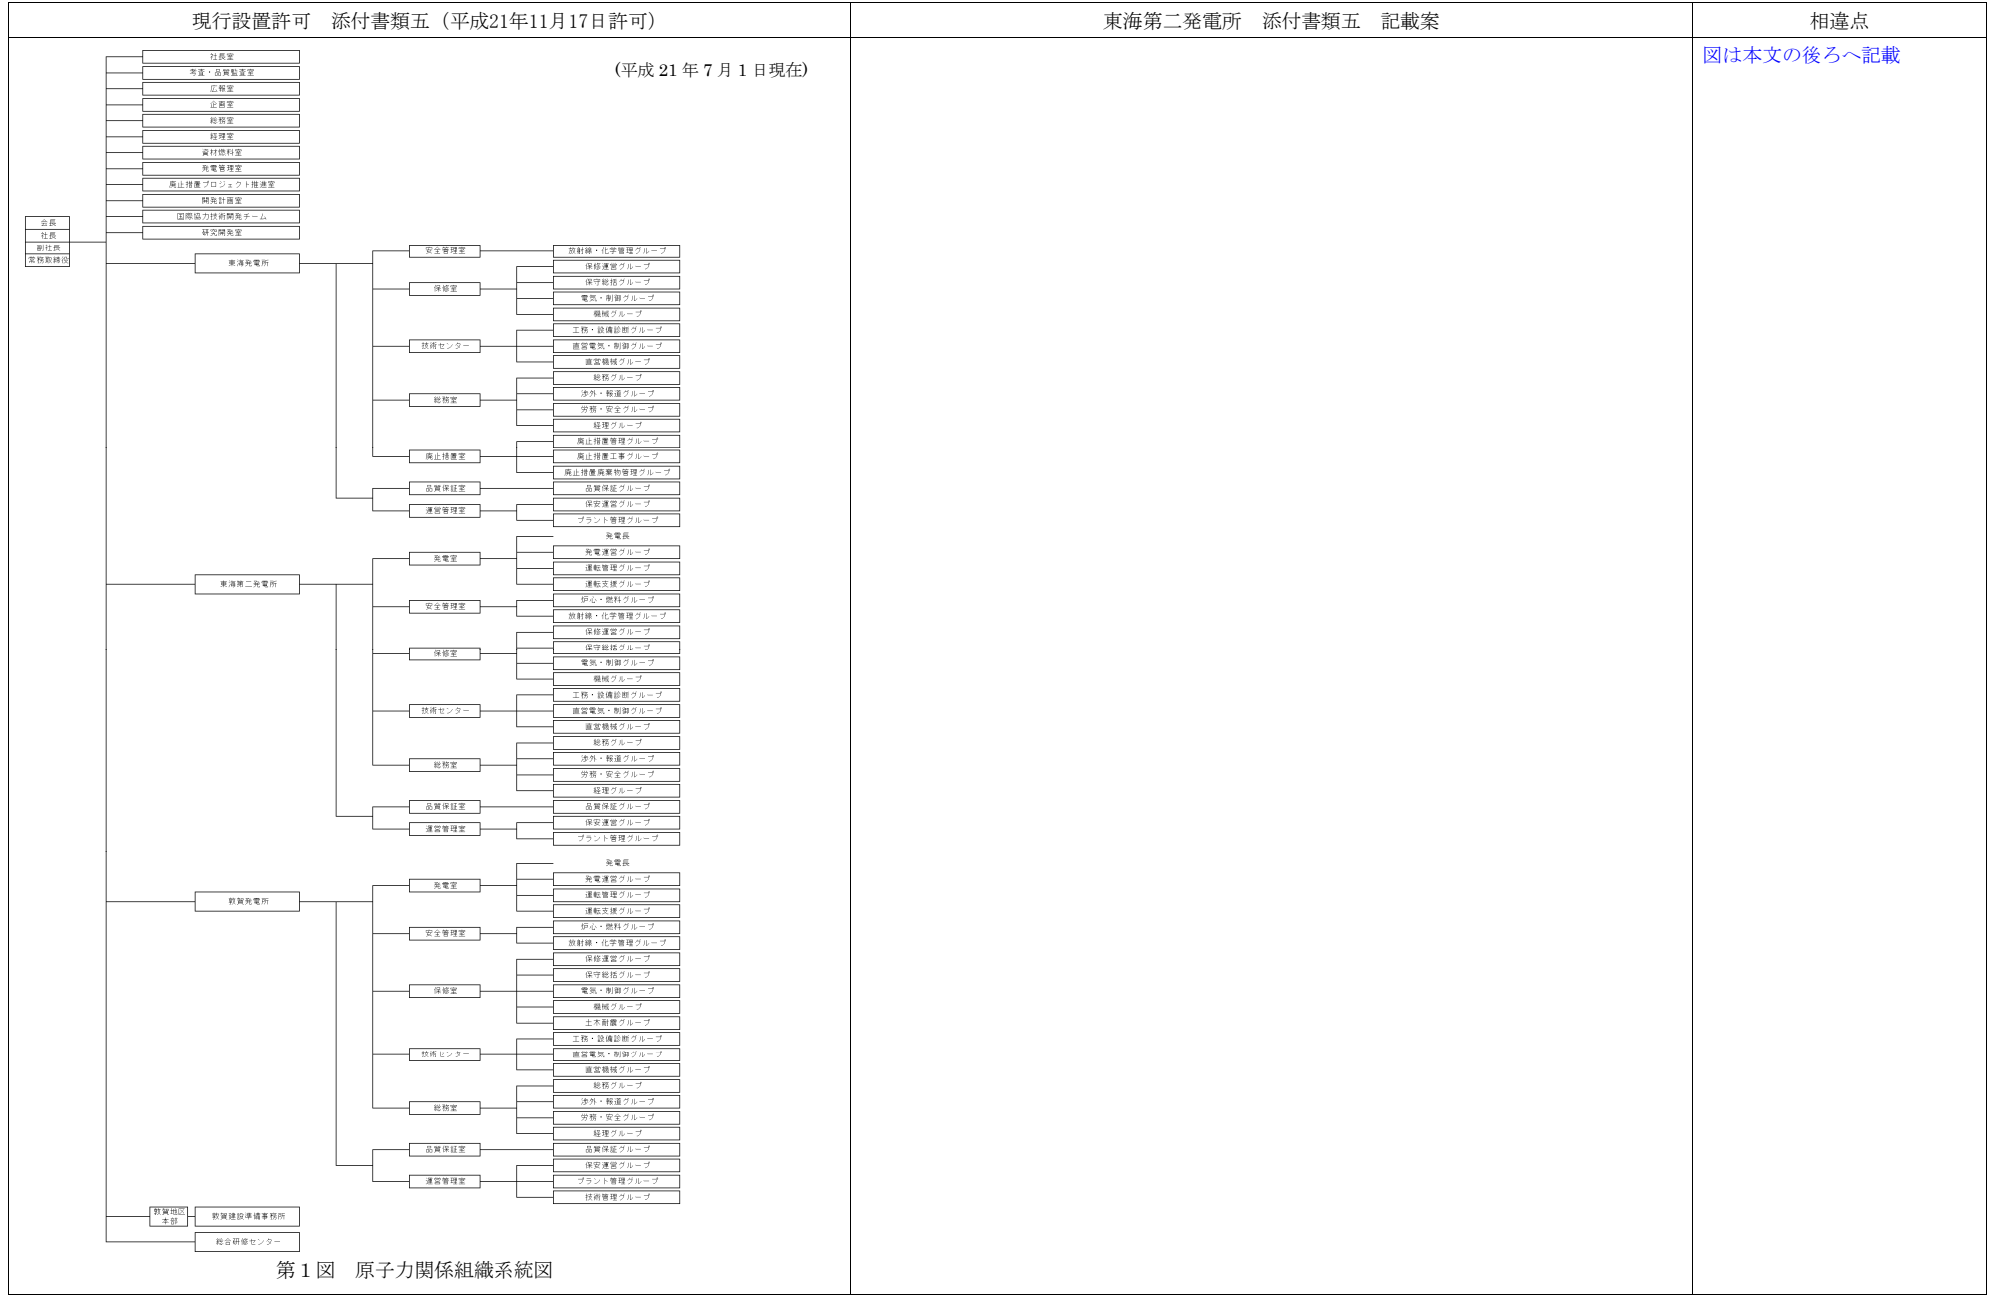 現行設置許可　添付書類五（平成21年11月17日許可）
東海第二発電所　添付書類五　記載案
相違点
図は本文の後ろへ記載
(平成 21 年 7 月 1 日現在)
社長室
考査・品質監査室
広報室
企画室
総務室
経理室
資材燃料室
発電管理室
廃止措置プロジェクト推進室
開発計画室
国際協力技術開発チーム
研究開発室
会長
社長
副社長
常務取締役
東海発電所
安全管理室
放射線・化学管理グループ
保修室
保修運営グループ
保守総括グループ
電気・制御グループ
機械グループ
技術センター
工務・設備診断グループ
直営電気・制御グループ
直営機械グループ
総務室
総務グループ
渉外・報道グループ
労務・安全グループ
経理グループ
廃止措置室
廃止措置管理グループ
廃止措置工事グループ
廃止措置廃棄物管理グループ
品質保証室
品質保証グループ
運営管理室
保安運営グループ
プラント管理グループ
東海第二発電所
発電室
発電長
発電運営グループ
運転管理グループ
運転支援グループ
安全管理室
炉心・燃料グループ
放射線・化学管理グループ
保修室
保修運営グループ
保守総括グループ
電気・制御グループ
機械グループ
技術センター
工務・設備診断グループ
直営電気・制御グループ
直営機械グループ
総務室
総務グループ
渉外・報道グループ
労務・安全グループ
経理グループ
品質保証室
品質保証グループ
運営管理室
保安運営グループ
プラント管理グループ
敦賀発電所
発電室
発電長
発電運営グループ
運転管理グループ
運転支援グループ
安全管理室
炉心・燃料グループ
放射線・化学管理グループ
保修室
保修運営グループ
保守総括グループ
電気・制御グループ
機械グループ
土木耐震グループ
技術センター
工務・設備診断グループ
直営電気・制御グループ
直営機械グループ
総務室
総務グループ
渉外・報道グループ
労務・安全グループ
経理グループ
品質保証室
品質保証グループ
運営管理室
保安運営グループ
プラント管理グループ
技術管理グループ
敦賀地区
本部
敦賀建設準備事務所
総合研修センター
第１図　原子力関係組織系統図